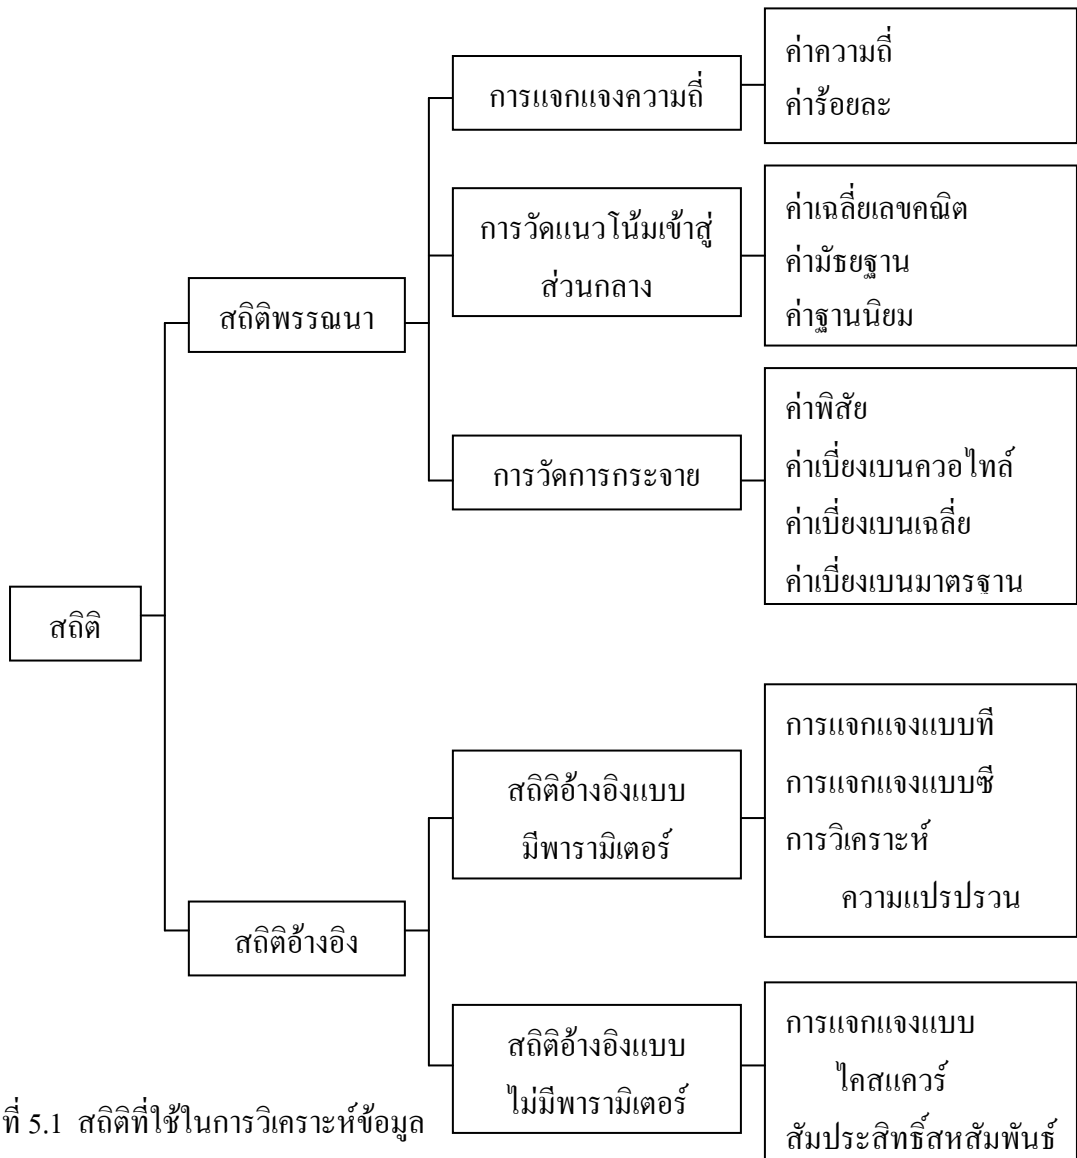 สถิติ
สถิติพรรณนา
การแจกแจงความถี่
ค่าความถี่
ค่าร้อยละ
การวัดแนวโน้มเข้าสู่
ส่วนกลาง
ค่าเฉลี่ยเลขคณิต
ค่ามัธยฐาน
ค่าฐานนิยม
การวัดการกระจาย
ค่าพิสัย
ค่าเบี่ยงเบนควอไทล์
ค่าเบี่ยงเบนเฉลี่ย
ค่าเบี่ยงเบนมาตรฐาน
สถิติอ้างอิง
สถิติอ้างอิงแบบ
มีพารามิเตอร์
การแจกแจงแบบที
การแจกแจงแบบซี
การวิเคราะห์
ความแปรปรวน
สถิติอ้างอิงแบบ
ไม่มีพารามิเตอร์
การแจกแจงแบบ
ไคสแควร์
สัมประสิทธิ์สหสัมพันธ์
ที่ 5.1 สถิติที่ใช้ในการวิเคราะห์ข้อมูล